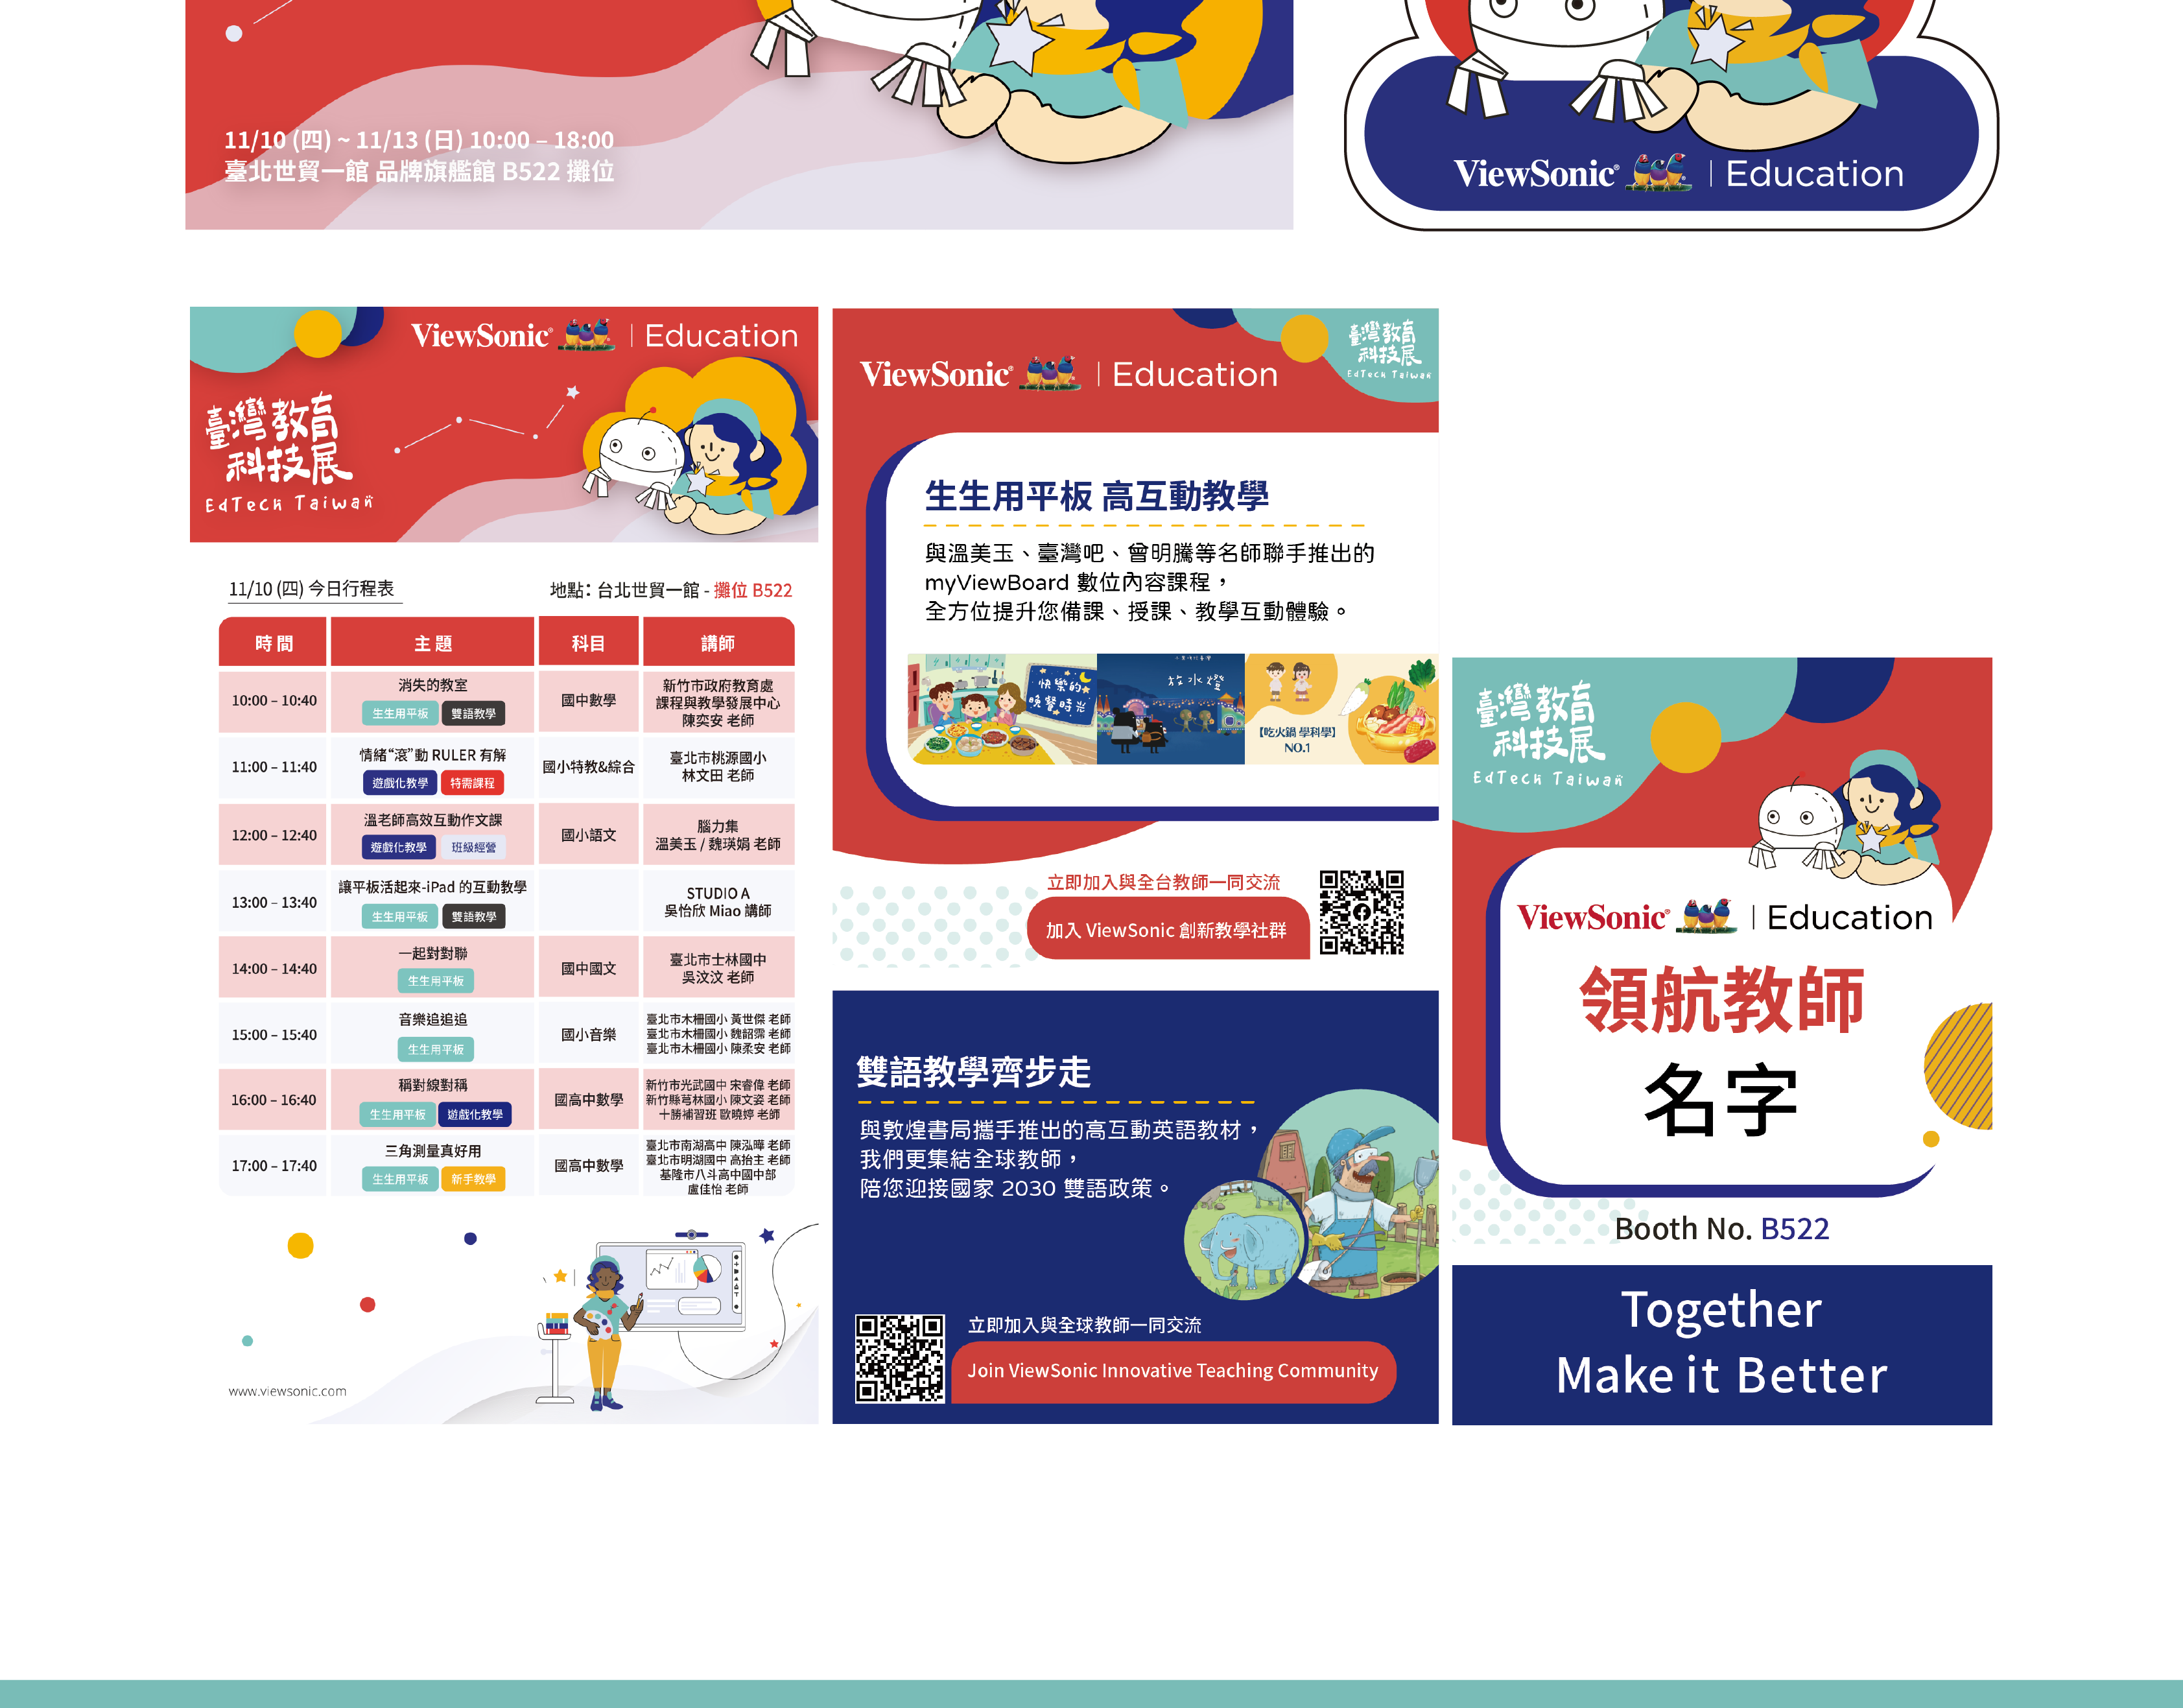 11/10 (四) ~ 11/13 (日) 10:00 – 18:00
臺北世貿一館 品牌旗艦館 B522 攤位
ViewSonic® | Education
ViewSonic® | Education
臺灣教育
科技展
EdTech Taiwan
11/10 (四) 今日行程表
地點：台北世貿一館 - 攤位 B522
時間 主題 科目 講師
10:00 – 10:40
消失的教室
生生用平板 雙語教學
國中數學
新竹市政府教育處
課程與教學發展中心
陳奕安 老師
11:00 – 11:40
情緒“滾”動 RULER 有解
遊戲化教學 特需課程
國小特教&綜合
臺北市桃源國小
林文田 老師
12:00 – 12:40
溫老師高效互動作文課
遊戲化教學 班級經營
國小語文
腦力集
溫美玉 / 魏瑛娟 老師
13:00 – 13:40
讓平板活起來-iPad 的互動教學
生生用平板 雙語教學
STUDIO A
吳怡欣 Miao 講師
14:00 – 14:40
一起對對聯
生生用平板
國中國文
臺北市士林國中
吳汶汶 老師
15:00 – 15:40
音樂追追追
生生用平板
國小音樂
臺北市木柵國小 黃世傑 老師
臺北市木柵國小 魏韶霈 老師
臺北市木柵國小 陳柔安 老師
16:00 – 16:40
稱對線對稱
生生用平板 遊戲化教學
國高中數學
新竹市光武國中 宋睿偉 老師
新竹縣芎林國小 陳文姿 老師
十勝補習班 歐曉婷 老師
17:00 – 17:40
三角測量真好用
生生用平板 新手教學
國高中數學
臺北市南湖高中 陳泓曄 老師
臺北市明湖國中 高抬主 老師
基隆市八斗高中國中部
盧佳怡 老師
www.viewsonic.com
ViewSonic® | Education
臺灣教育
科技展
EdTech Taiwan
生生用平板 高互動教學
與溫美玉、臺灣吧、曾明騰等名師聯手推出的
myViewBoard 數位內容課程，
全方位提升您備課、授課、教學互動體驗。
快樂的
晚餐時光
放水燈
【吃火鍋 學科學】
NO.1
立即加入與全台教師一同交流
加入 ViewSonic 創新教學社群
雙語教學齊步走
與敦煌書局攜手推出的高互動英語教材，
我們更集結全球教師，
陪您迎接國家 2030 雙語政策。
立即加入與全球教師一同交流
Join ViewSonic Innovative Teaching Community
臺灣教育
科技展
EdTech Taiwan
ViewSonic® | Education
領航教師
名字
Booth No. B522
Together
Make it Better